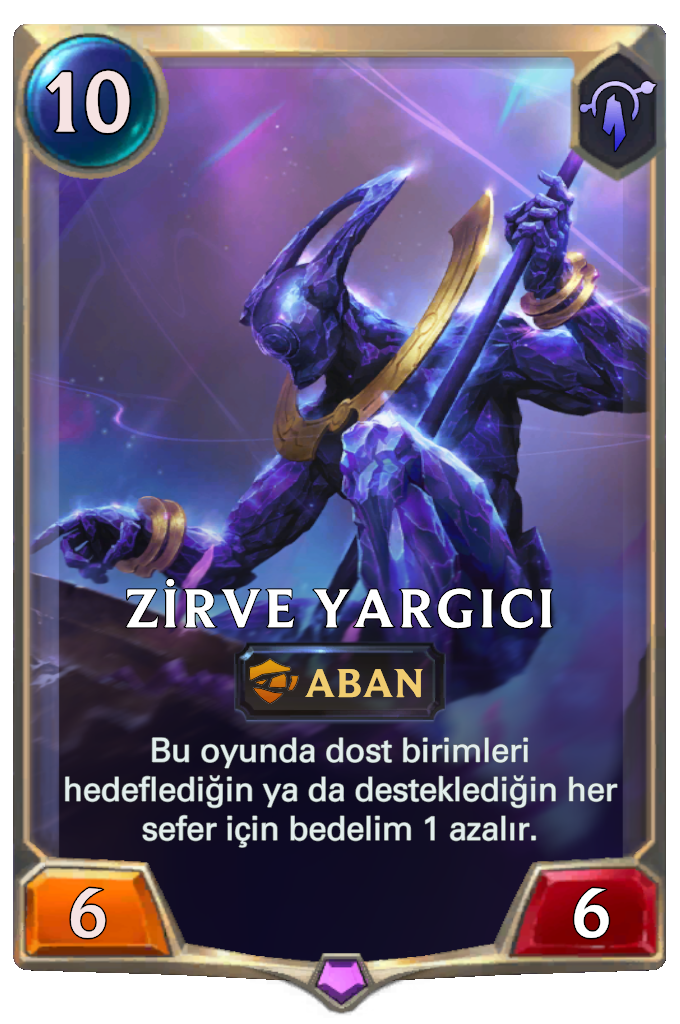 10
ZİRVE YARGICI
ABAN
Bu oyunda dost birimleri
hedeflediğin ya da desteklediğin her
sefer için bedelim 1 azalır.
6
6